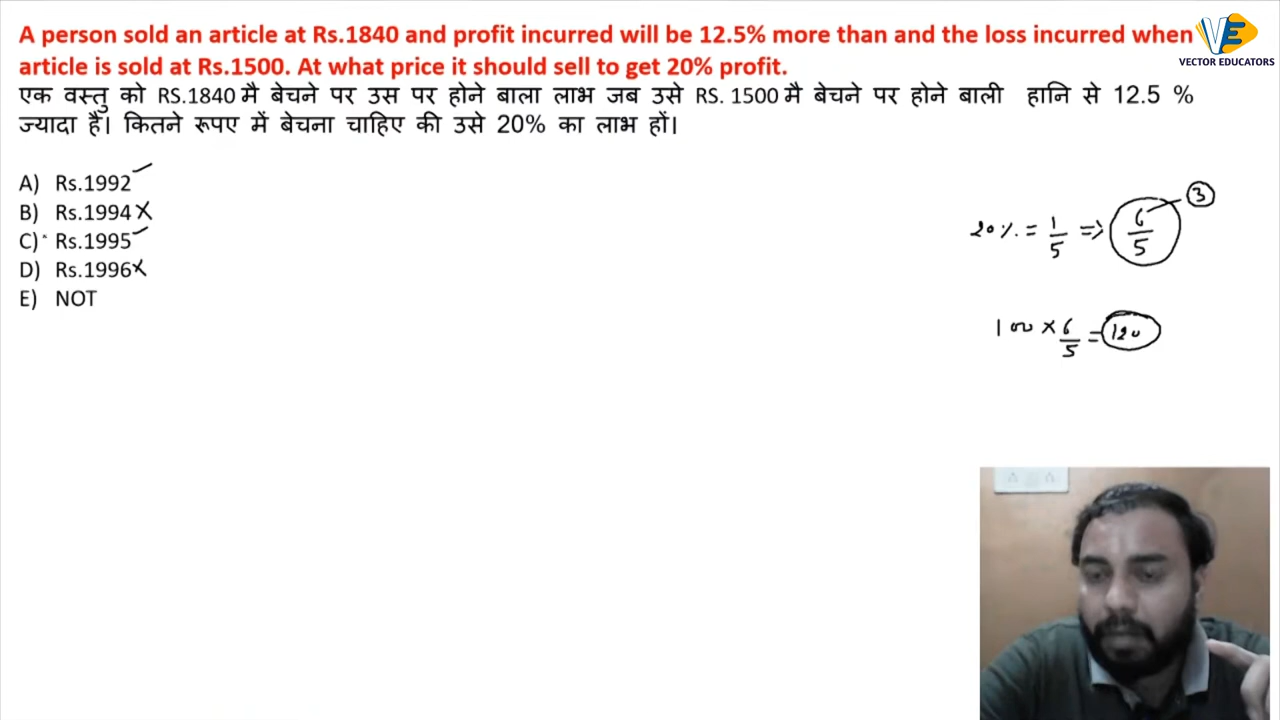 A person sold an article at Rs.1840 and profit incurred will be 12.5% more than and the loss incurred when
article is sold at Rs.1500. At what price it should sell to get 20% profit.
एक वस्तु को RS.1840 मै बेचने पर उस पर होने बाला लाभ जब उसे RS. 1500 मै बेचने पर होने बाली हानि से 12.5 %
ज्यादा है। कितने रूपए में बेचना चाहिए की उसे 20% का लाभ हों।
A) Rs.1992
B) Rs.1994 X
C) Rs.1995
D) Rs.1996 x
E) NOT
VE
VECTOR EDUCATORS
20%. = 1/5 => 6/5 3
100 × 6/5 = 120